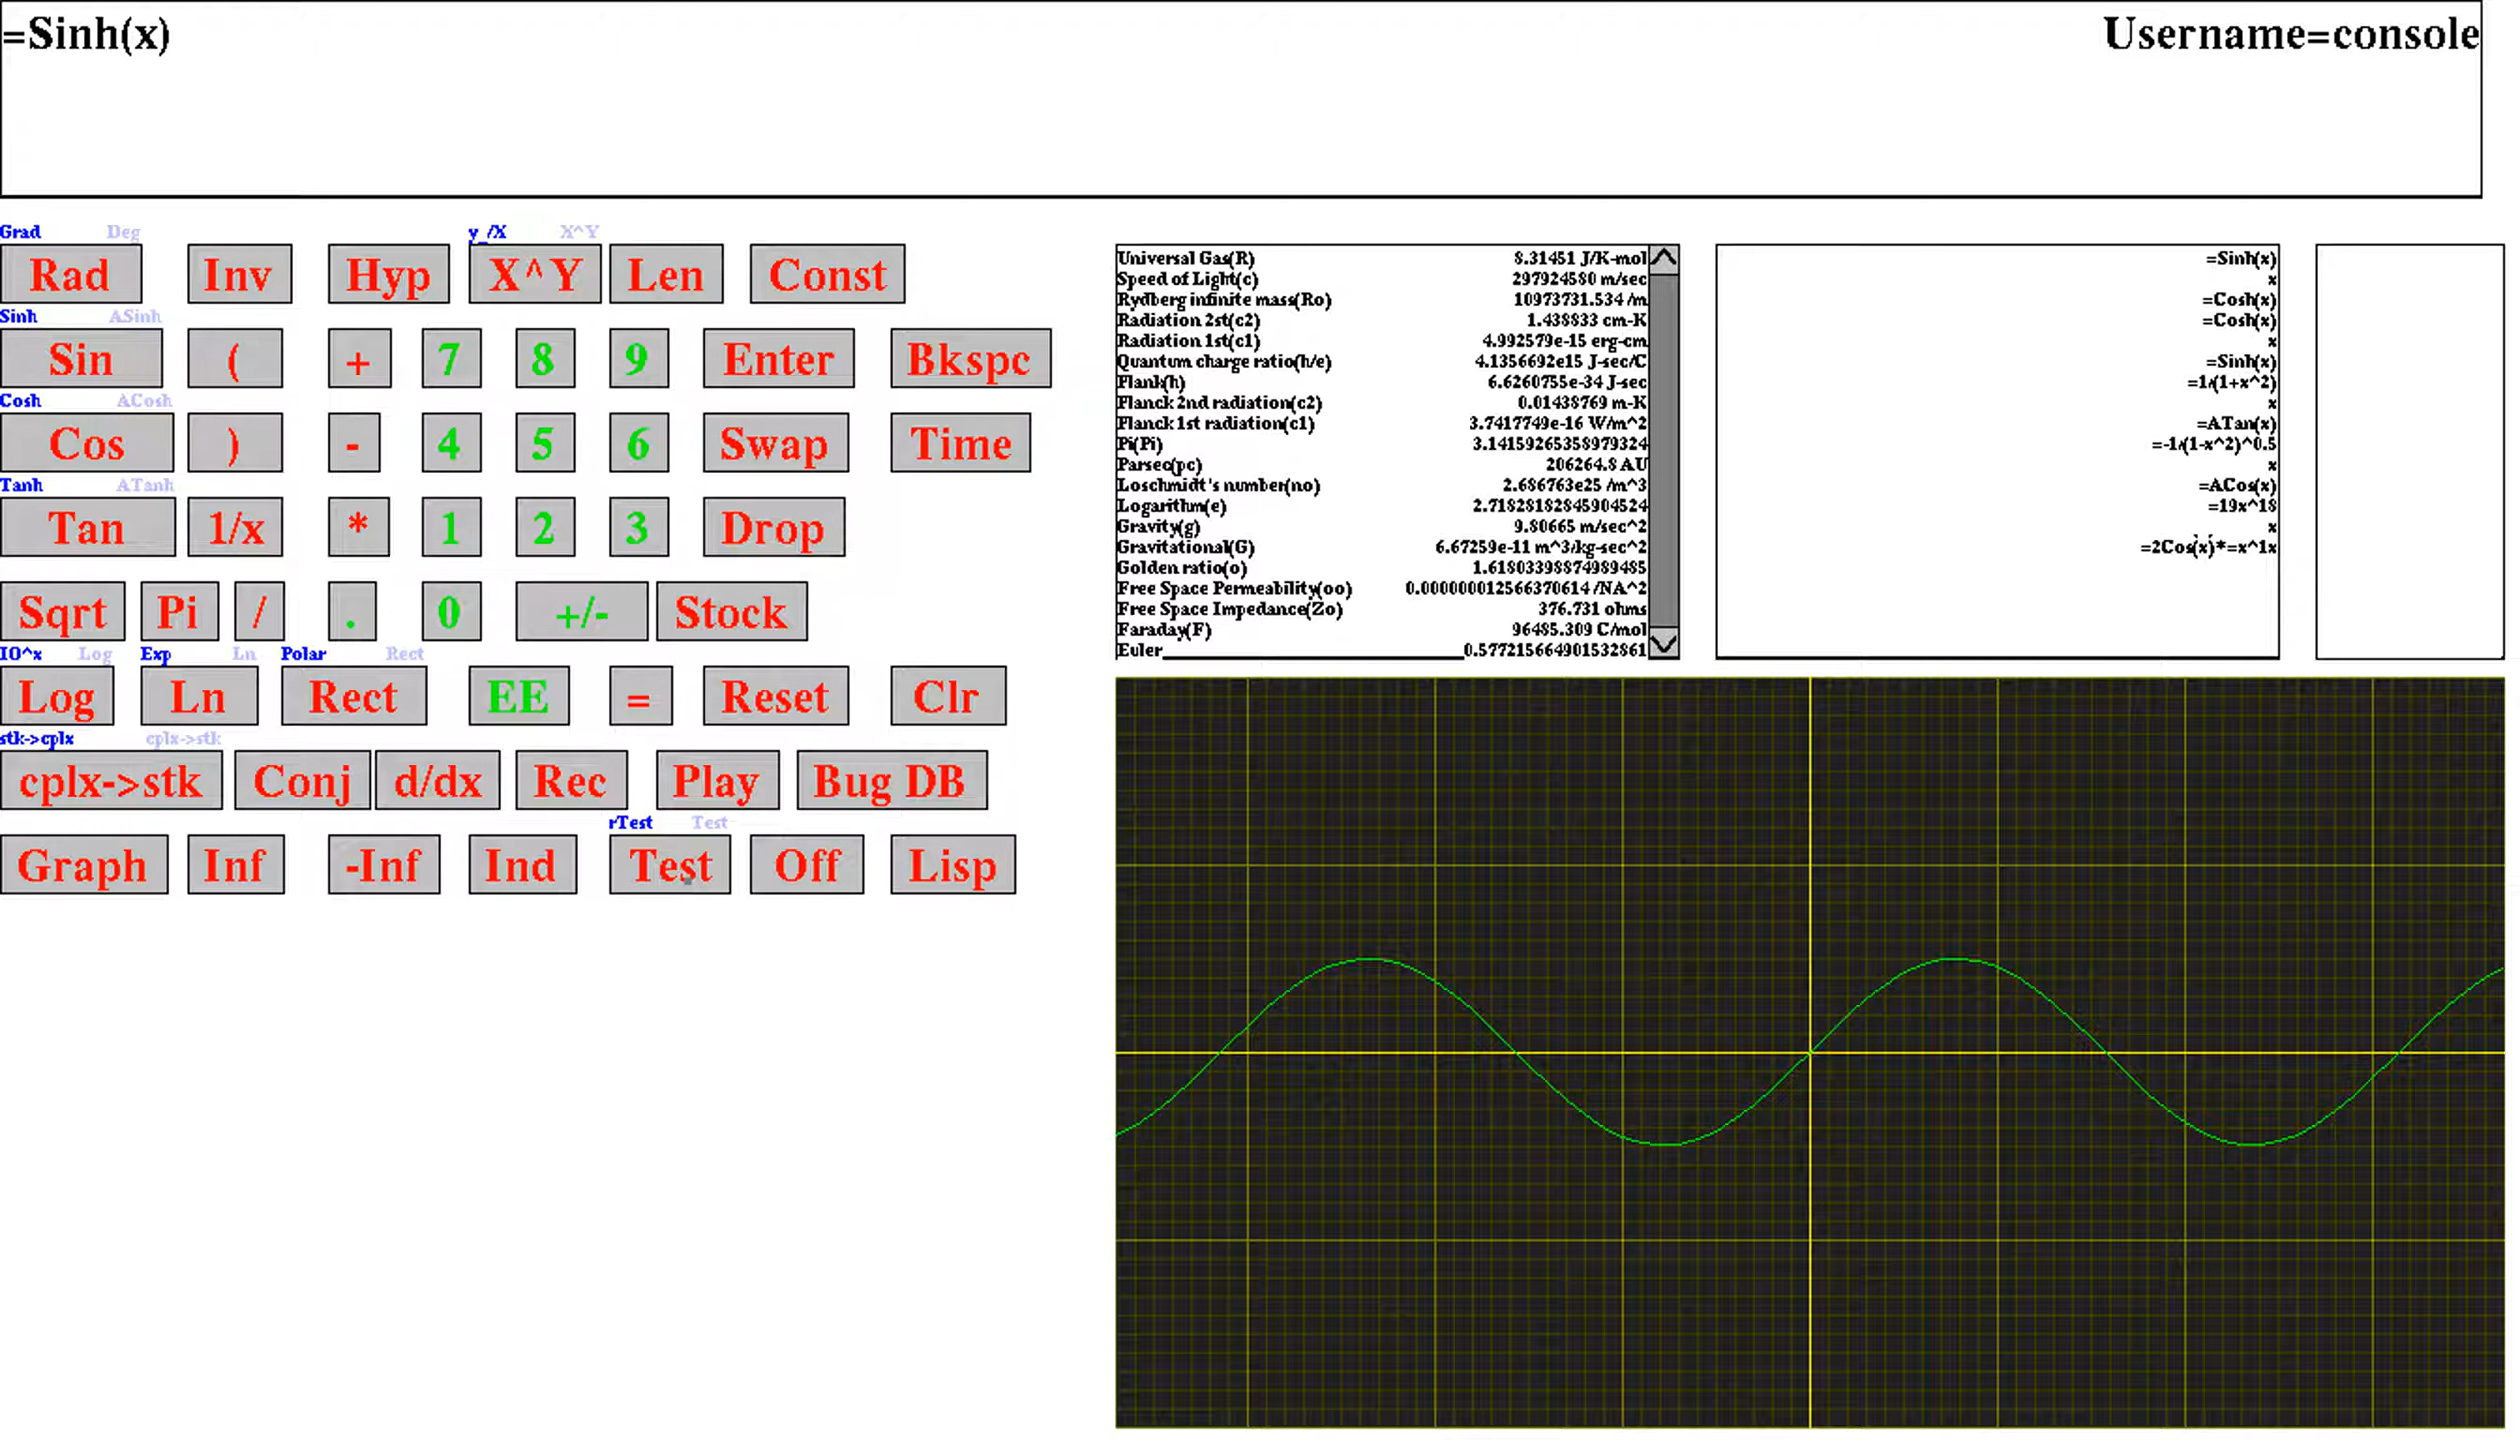 =Sinh(x) Username=console
Grad Deg y_/X X^Y
Rad Inv Hyp X^Y Len Const
Sinh ASinh
Sin ( + 7 8 9 Enter Bkspc
Cosh ACosh
Cos ) - 4 5 6 Swap Time
Tanh ATanh
Tan 1/x * 1 2 3 Drop
Sqrt Pi / . 0 +/- Stock
IO^x Log Exp Ln Polar Rect
Log Ln Rect EE = Reset Clr
stk->cplx cplx->stk
cplx->stk Conj d/dx Rec Play Bug DB
rTest Test
Graph Inf -Inf Ind Test Off Lisp
Universal Gas(R) 8.31451 J/K-mol
Speed of Light(c) 297924580 m/sec
Rydberg infinite mass(Ro) 10973731.534 /m
Radiation 2st(c2) 1.438833 cm-K
Radiation 1st(c1) 4.992579e-15 erg-cm
Quantum charge ratio(h/e) 4.1356692e15 J-sec/C
Plank(h) 6.6260755e-34 J-sec
Planck 2nd radiation(c2) 0.01438769 m-K
Planck 1st radiation(c1) 3.7417749e-16 W/m^2
Pi(Pi) 3.14159265358979324
Parsec(pc) 206264.8 AU
Loschmidt's number(no) 2.686763e25 /m^3
Logarithm(e) 2.71828182845904524
Gravity(g) 9.80665 m/sec^2
Gravitational(G) 6.67259e-11 m^3/kg-sec^2
Golden ratio(o) 1.61803398874989485
Free Space Permeability(oo) 0.000000012566370614 /NA^2
Free Space Impedance(Zo) 376.731 ohms
Faraday(F) 96485.309 C/mol
Euler 0.577215664901532861
=Sinh(x)
x
=Cosh(x)
=Cosh(x)
x
=Sinh(x)
=1/(1+x^2)
x
=ATan(x)
=-1/(1-x^2)^0.5
x
=ACos(x)
=19x^18
x
=2Cos(x)*=x^1x